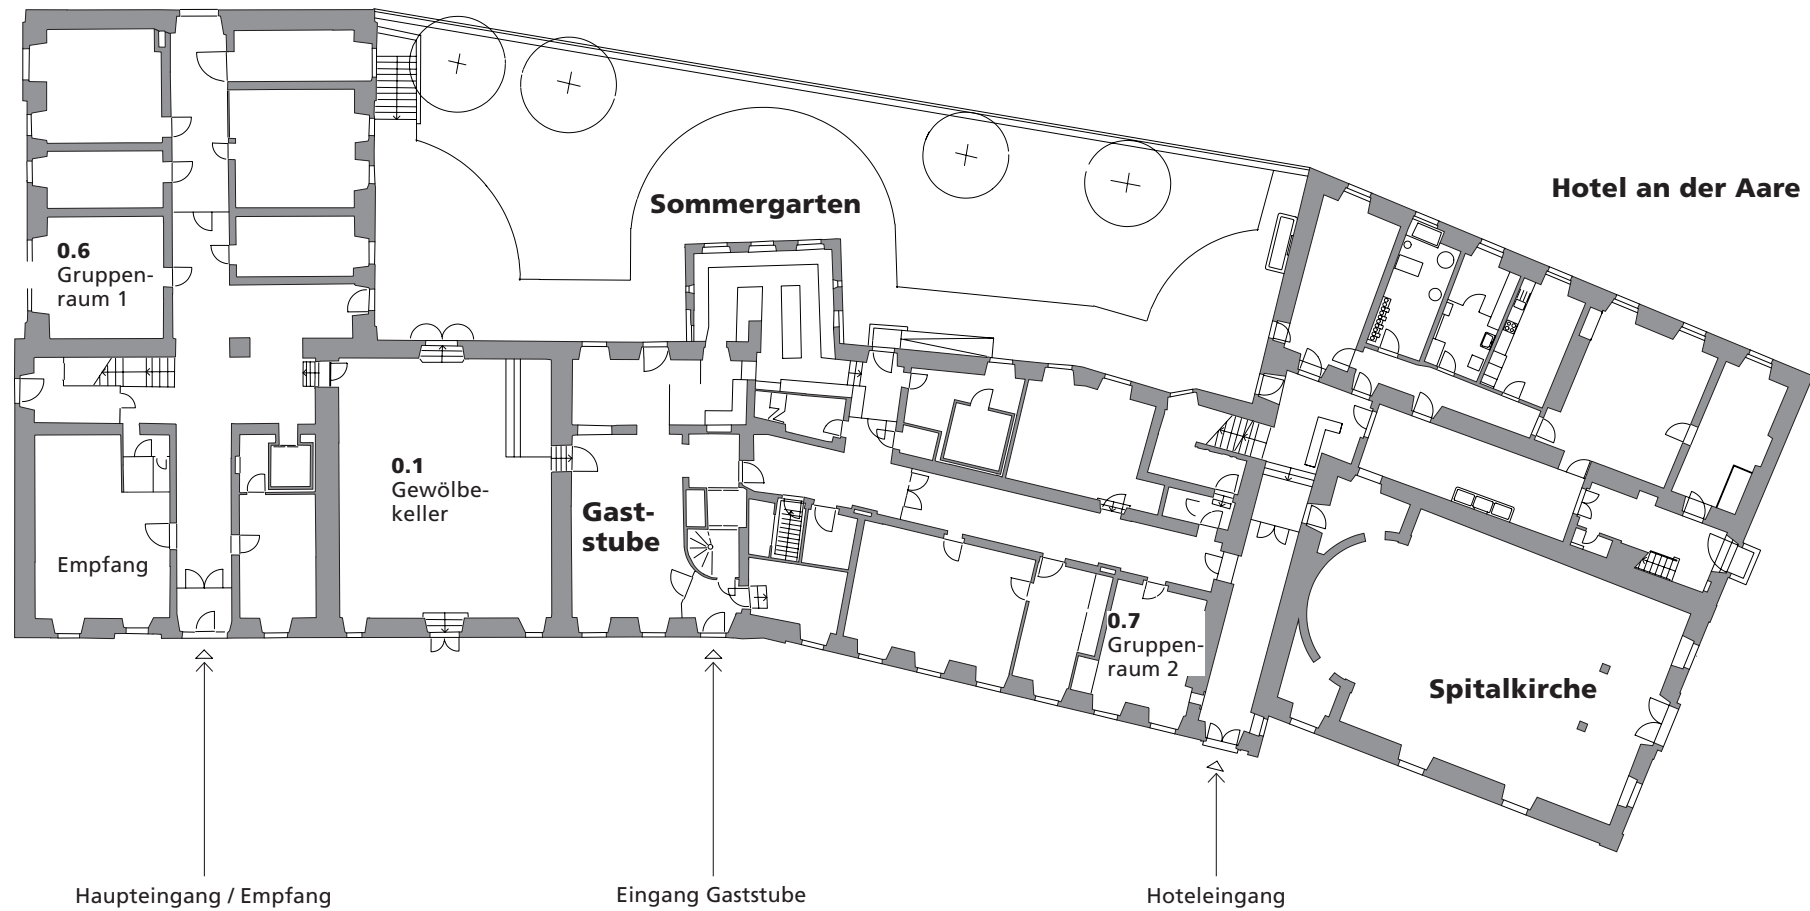 Hotel an der Aare
Sommergarten
0.6
Gruppen-
raum 1
0.1
Gewölbe-
keller
Gast-
stube
Empfang
0.7
Gruppen-
raum 2
Spitalkirche
Haupteingang / Empfang
Eingang Gaststube
Hoteleingang